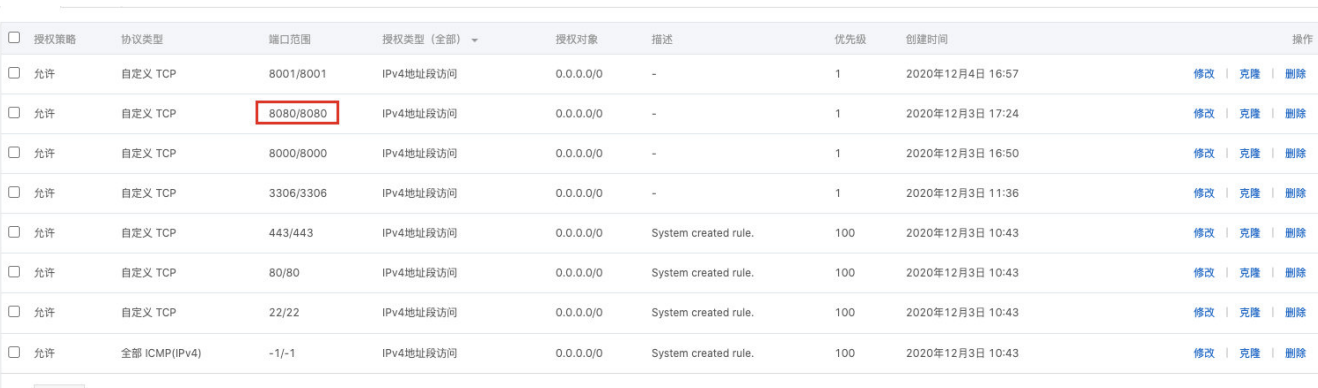 授权策略 协议类型 端口范围 授权类型（全部） 授权对象 描述 优先级 创建时间 操作
允许 自定义 TCP 8001/8001 IPv4地址段访问 0.0.0.0/0 - 1 2020年12月4日 16:57 修改 | 克隆 | 删除
允许 自定义 TCP 8080/8080 IPv4地址段访问 0.0.0.0/0 - 1 2020年12月3日 17:24 修改 | 克隆 | 删除
允许 自定义 TCP 8000/8000 IPv4地址段访问 0.0.0.0/0 - 1 2020年12月3日 16:50 修改 | 克隆 | 删除
允许 自定义 TCP 3306/3306 IPv4地址段访问 0.0.0.0/0 - 1 2020年12月3日 11:36 修改 | 克隆 | 删除
允许 自定义 TCP 443/443 IPv4地址段访问 0.0.0.0/0 System created rule. 100 2020年12月3日 10:43 修改 | 克隆 | 删除
允许 自定义 TCP 80/80 IPv4地址段访问 0.0.0.0/0 System created rule. 100 2020年12月3日 10:43 修改 | 克隆 | 删除
允许 自定义 TCP 22/22 IPv4地址段访问 0.0.0.0/0 System created rule. 100 2020年12月3日 10:43 修改 | 克隆 | 删除
允许 全部 ICMP(IPv4) -1/-1 IPv4地址段访问 0.0.0.0/0 System created rule. 100 2020年12月3日 10:43 修改 | 克隆 | 删除